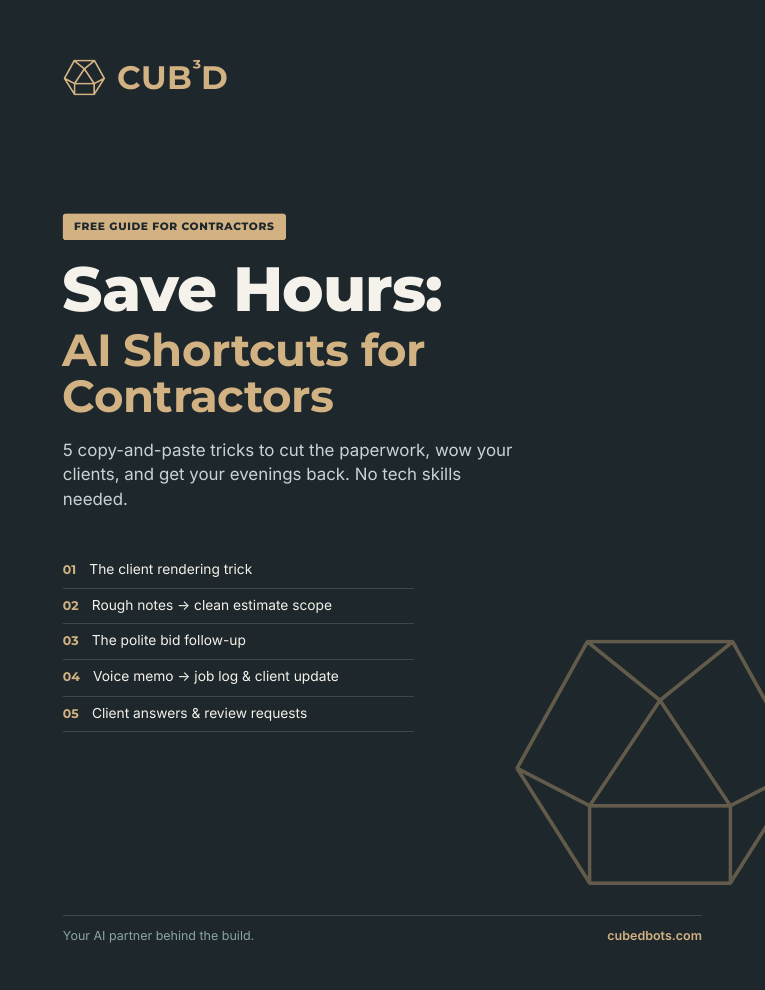 CUB³D
FREE GUIDE FOR CONTRACTORS
Save Hours:
AI Shortcuts for
Contractors
5 copy-and-paste tricks to cut the paperwork, wow your
clients, and get your evenings back. No tech skills
needed.
01 The client rendering trick
02 Rough notes → clean estimate scope
03 The polite bid follow-up
04 Voice memo → job log & client update
05 Client answers & review requests
Your AI partner behind the build.
cubedbots.com